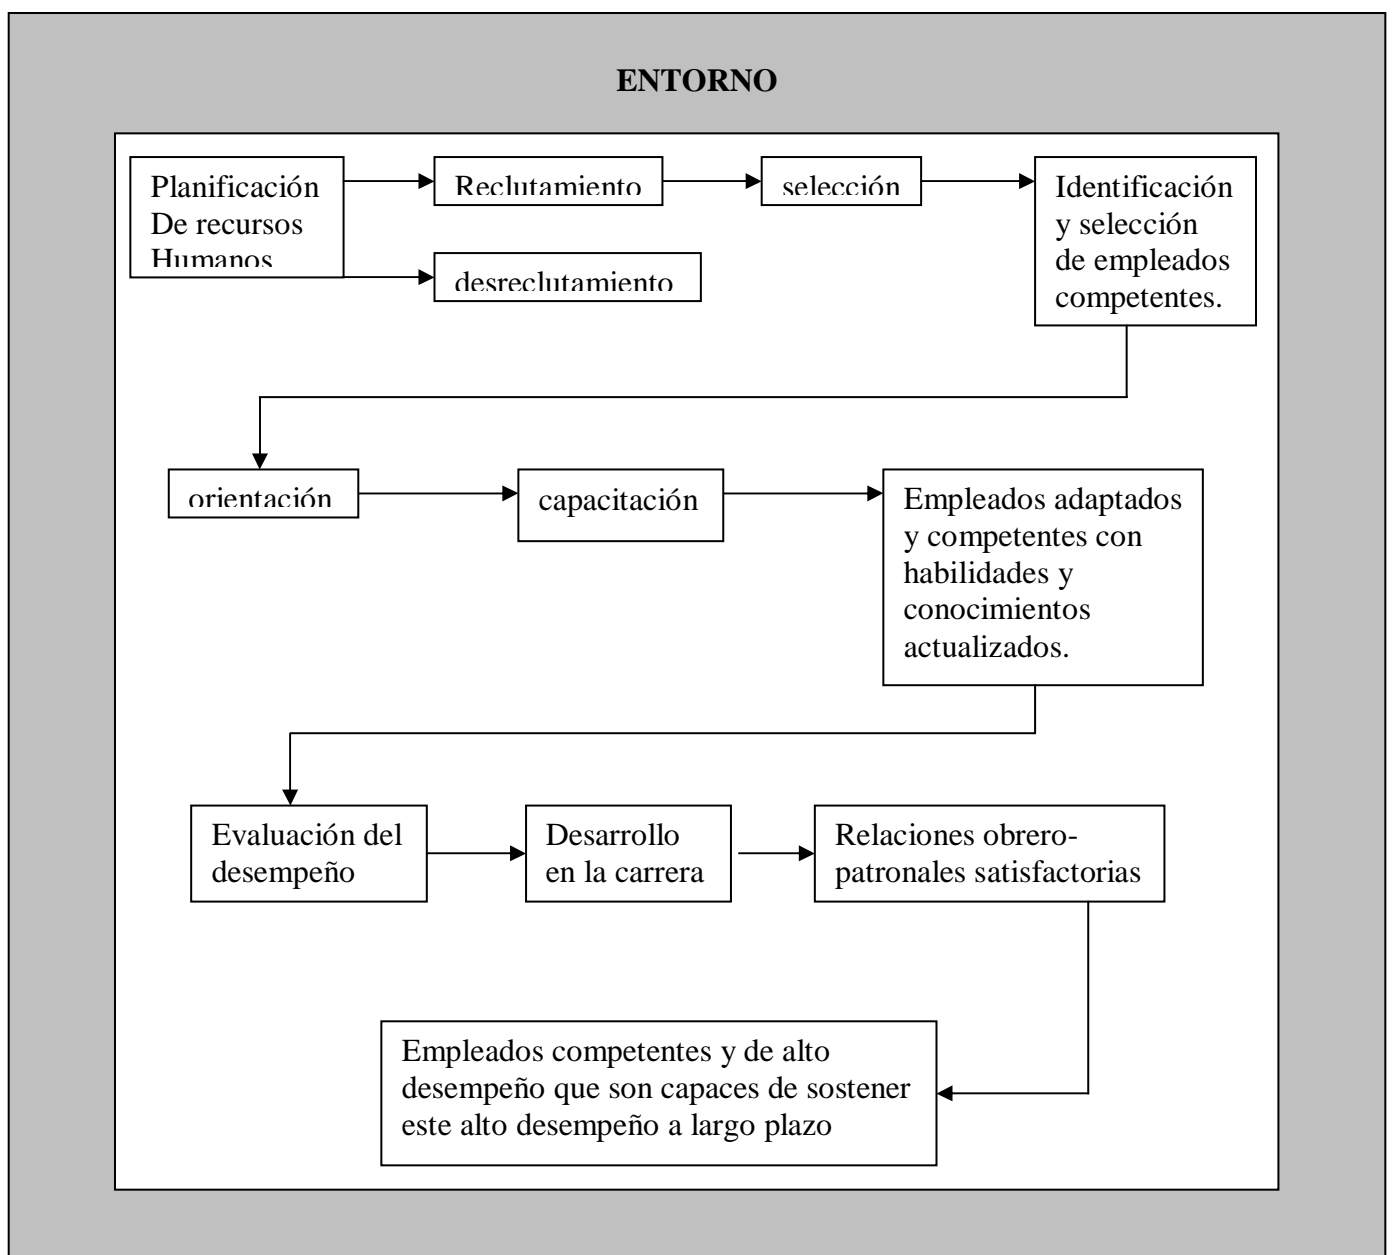 ENTORNO
Planificación
De recursos
Humanos
Reclutamiento
selección
Identificación
y selección
de empleados
competentes.
desreclutamiento
orientación
capacitación
Empleados adaptados
y competentes con
habilidades y
conocimientos
actualizados.
Evaluación del
desempeño
Desarrollo
en la carrera
Relaciones obrero-
patronales satisfactorias
Empleados competentes y de alto
desempeño que son capaces de sostener
este alto desempeño a largo plazo